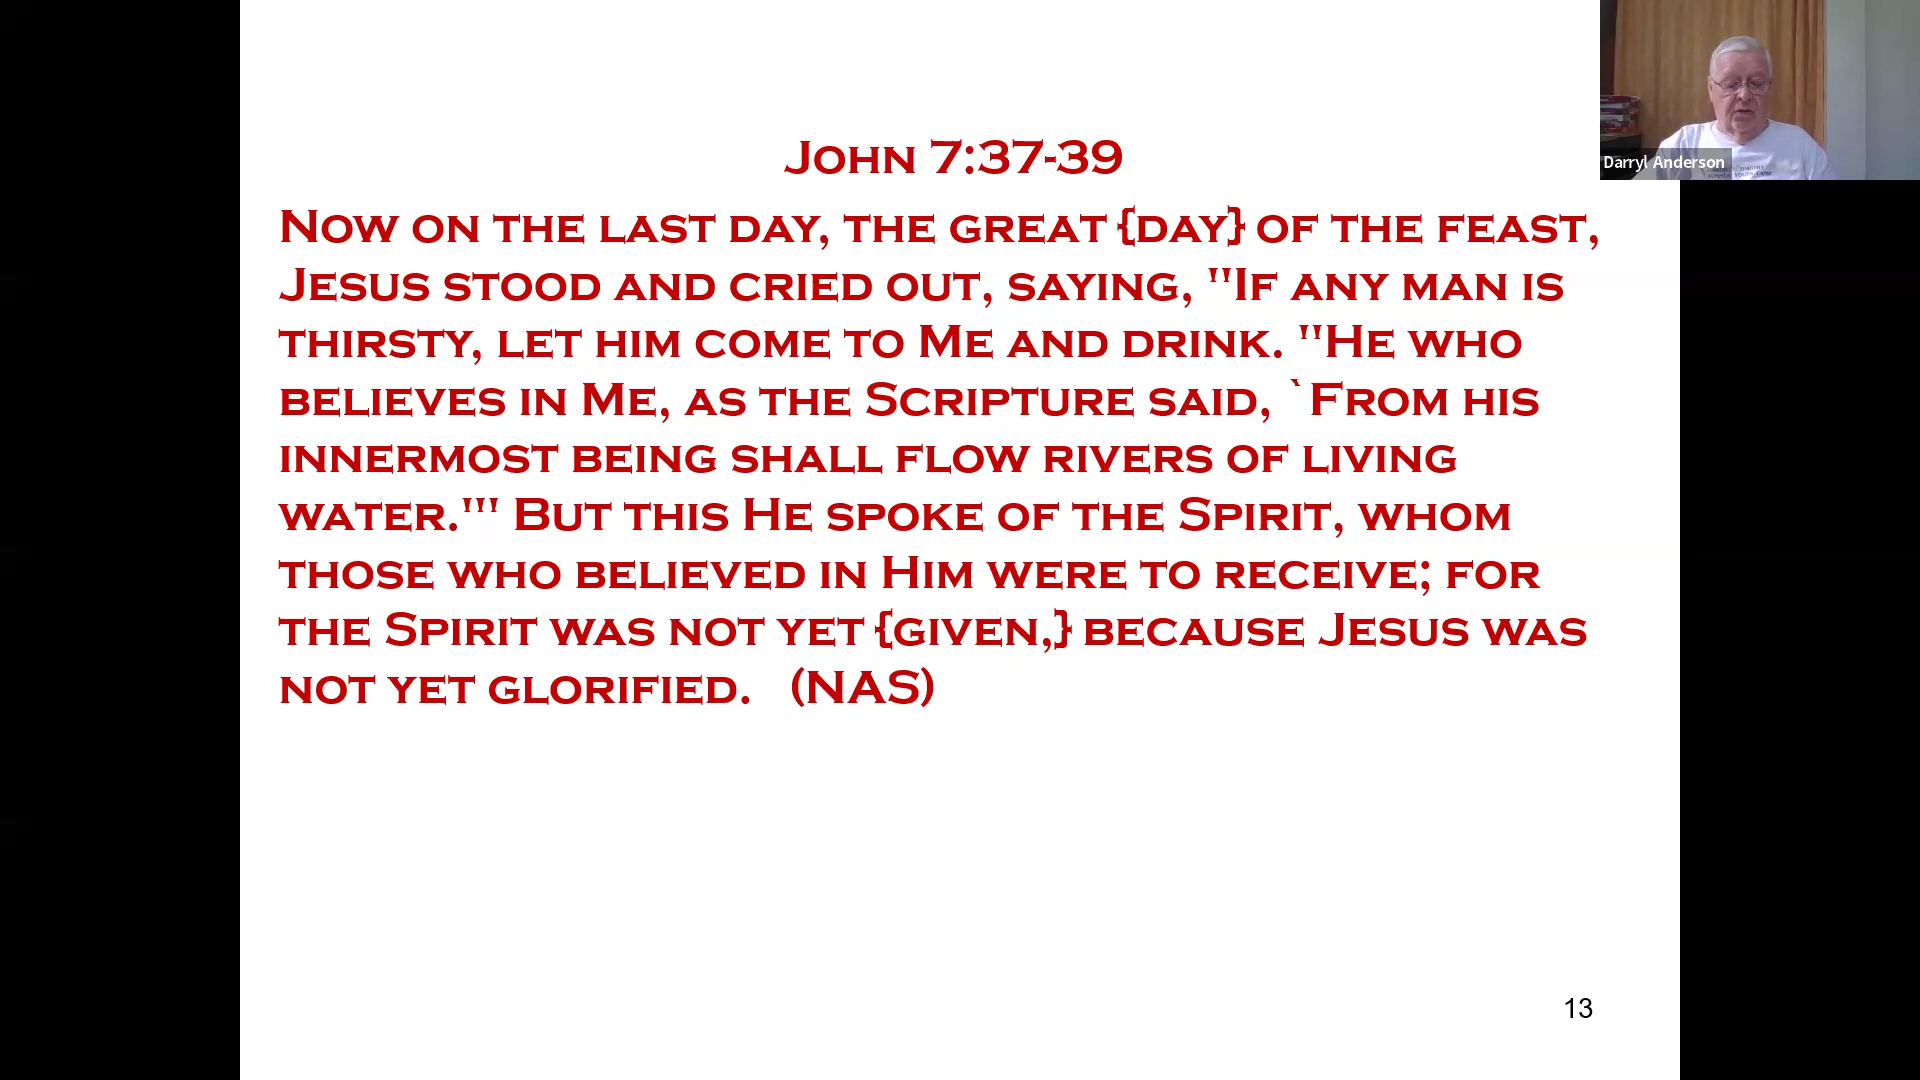 John 7:37-39
Now on the last day, the great {day} of the feast,
Jesus stood and cried out, saying, "If any man is
thirsty, let him come to Me and drink. "He who
believes in Me, as the Scripture said, `From his
innermost being shall flow rivers of living
water.'" But this He spoke of the Spirit, whom
those who believed in Him were to receive; for
the Spirit was not yet {given,} because Jesus was
not yet glorified. (NAS)
13
Darryl Anderson